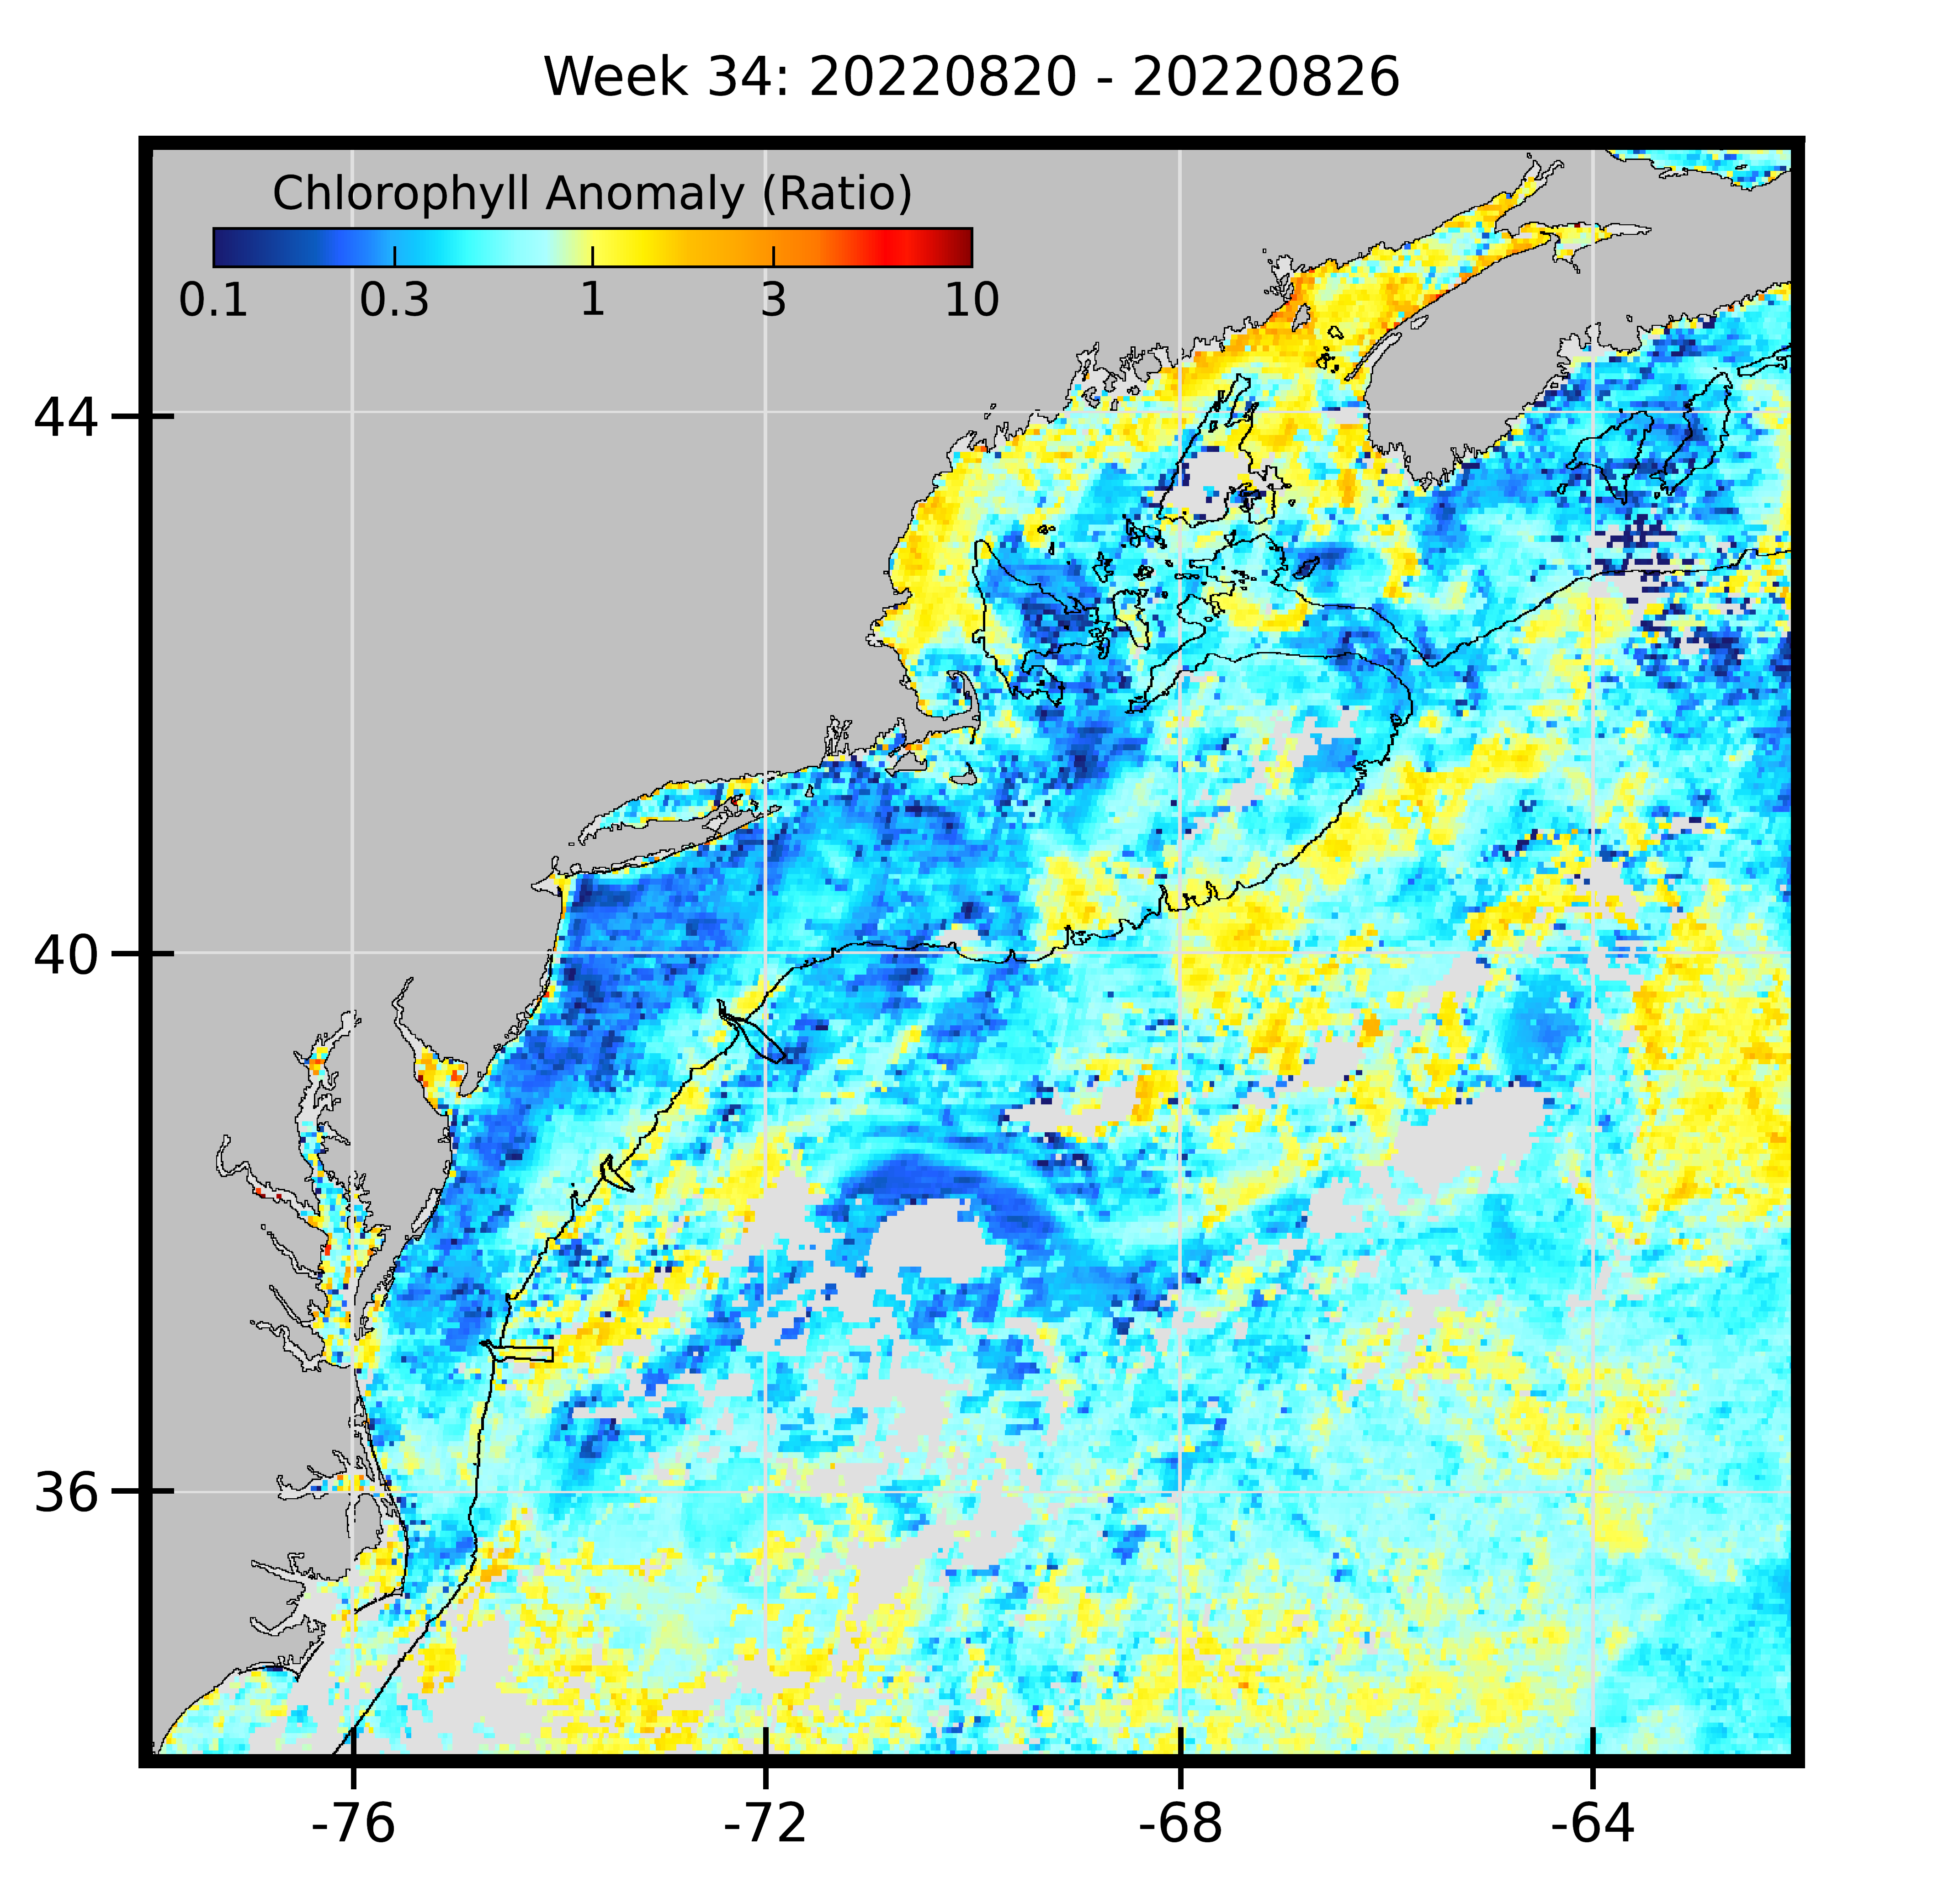 Week 34: 20220820 - 20220826
Chlorophyll Anomaly (Ratio)
0.1 0.3 1 3 10
44
40
36
-76 -72 -68 -64